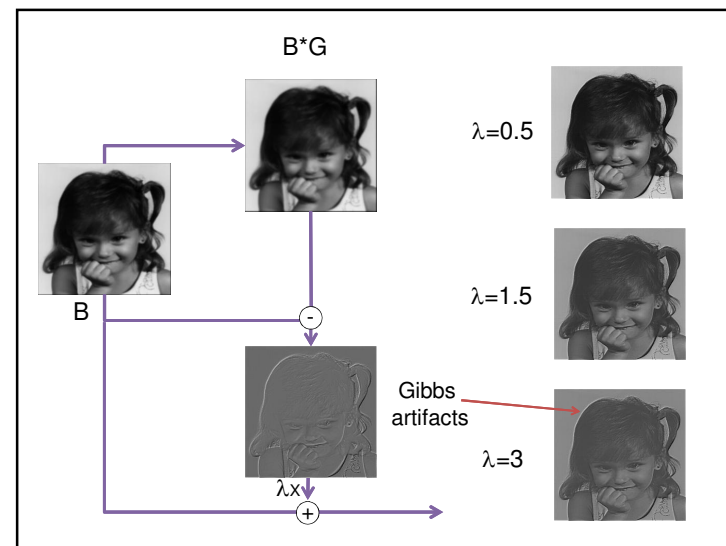 B*G
λ=0.5
B
λ=1.5
-
Gibbs
artifacts
λ=3
λx
+